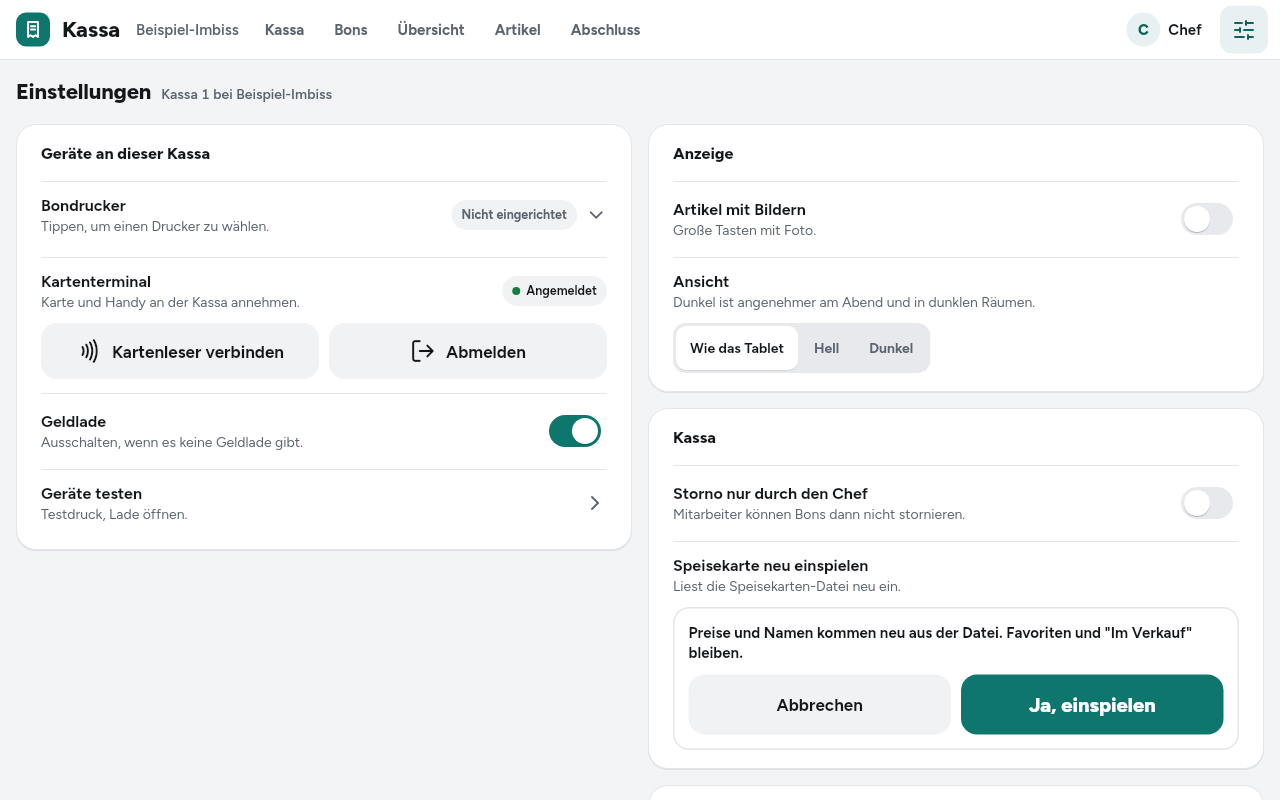 Kassa Beispiel-Imbiss Kassa Bons Übersicht Artikel Abschluss C Chef
Einstellungen Kassa 1 bei Beispiel-Imbiss
Geräte an dieser Kassa
Bondrucker
Tippen, um einen Drucker zu wählen.
Nicht eingerichtet
Kartenterminal
Karte und Handy an der Kassa annehmen.
Angemeldet
Kartenleser verbinden
Abmelden
Geldlade
Ausschalten, wenn es keine Geldlade gibt.
Geräte testen
Testdruck, Lade öffnen.
Anzeige
Artikel mit Bildern
Große Tasten mit Foto.
Ansicht
Dunkel ist angenehmer am Abend und in dunklen Räumen.
Wie das Tablet Hell Dunkel
Kassa
Storno nur durch den Chef
Mitarbeiter können Bons dann nicht stornieren.
Speisekarte neu einspielen
Liest die Speisekarten-Datei neu ein.
Preise und Namen kommen neu aus der Datei. Favoriten und "Im Verkauf"
bleiben.
Abbrechen
Ja, einspielen